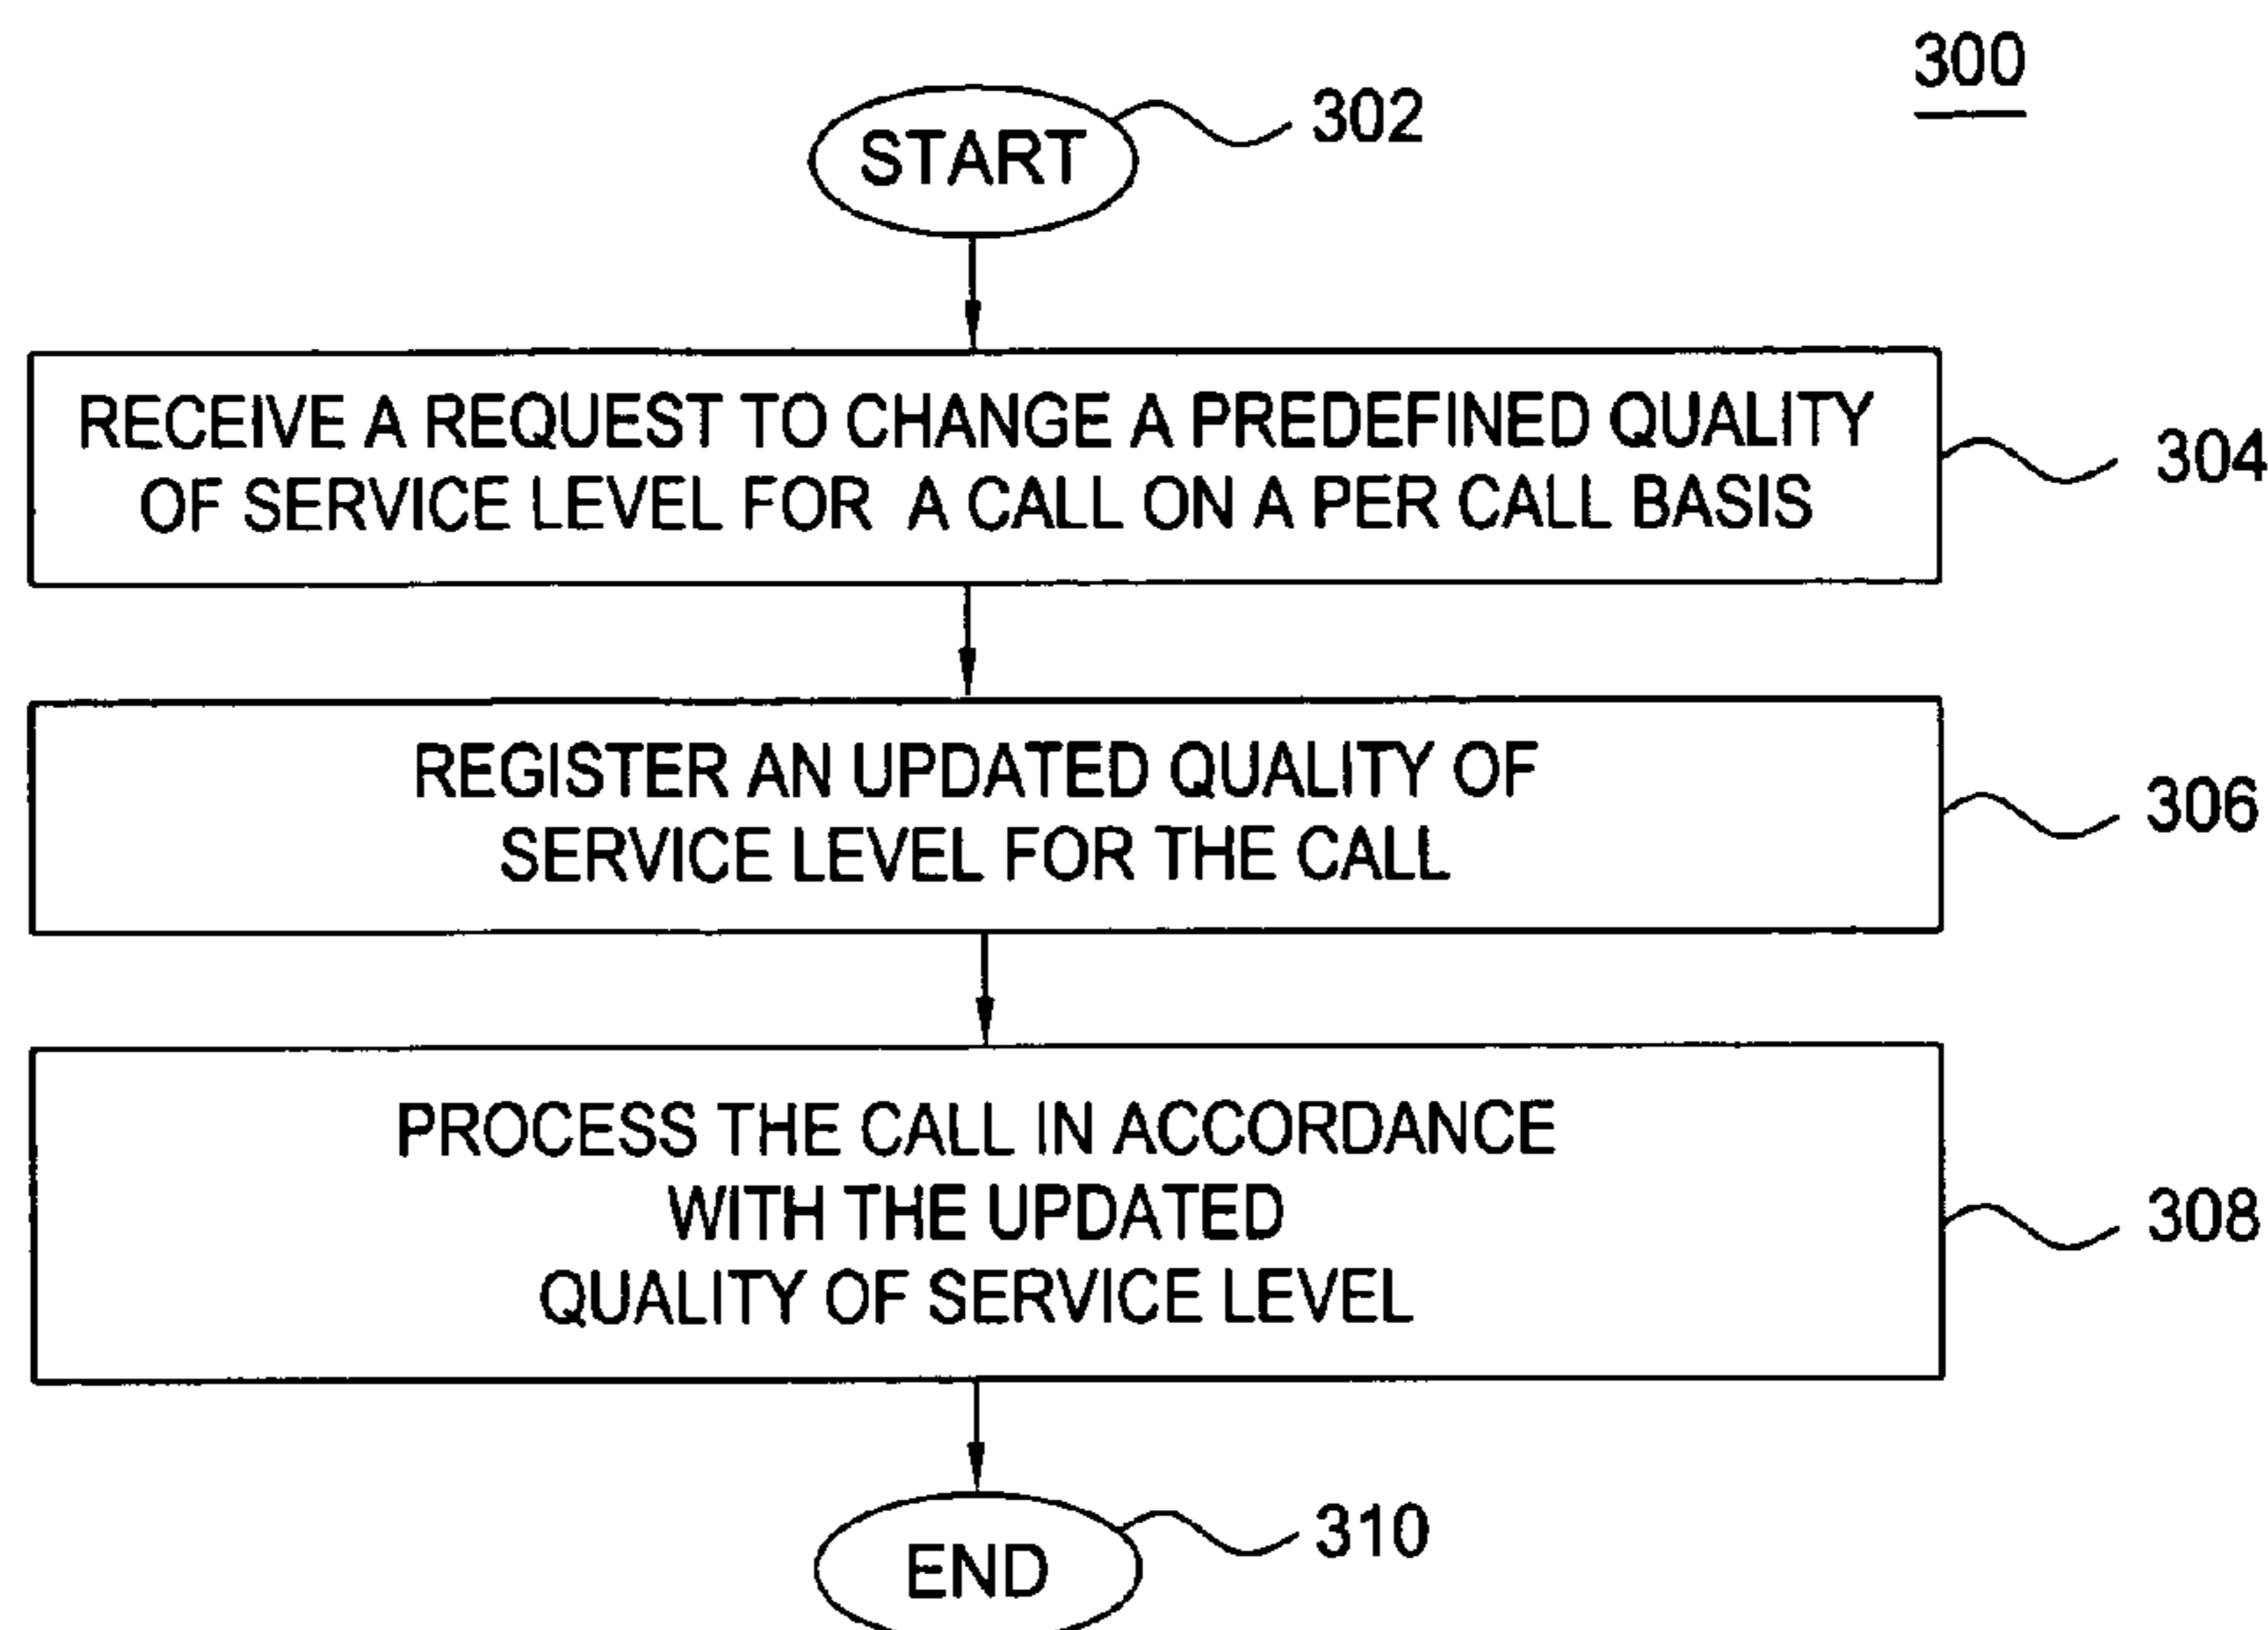 300
START
302
RECEIVE A REQUEST TO CHANGE A PREDEFINED QUALITY
OF SERVICE LEVEL FOR A CALL ON A PER CALL BASIS
304
REGISTER AN UPDATED QUALITY OF
SERVICE LEVEL FOR THE CALL
306
PROCESS THE CALL IN ACCORDANCE
WITH THE UPDATED
QUALITY OF SERVICE LEVEL
308
END
310